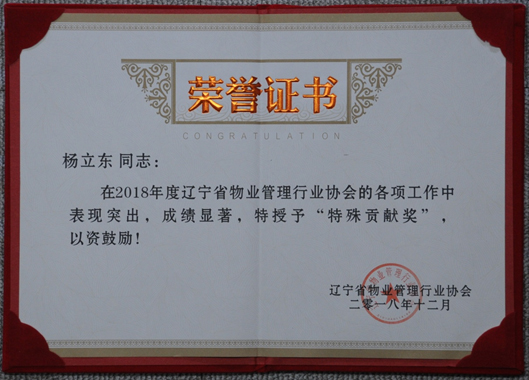 荣誉证书
CONGRATULATION
杨立东 同志：
在2018年度辽宁省物业管理行业协会的各项工作中
表现突出，成绩显著，特授予“特殊贡献奖”，
以资鼓励！
辽宁省物业管理行业协会
二零一八年十二月